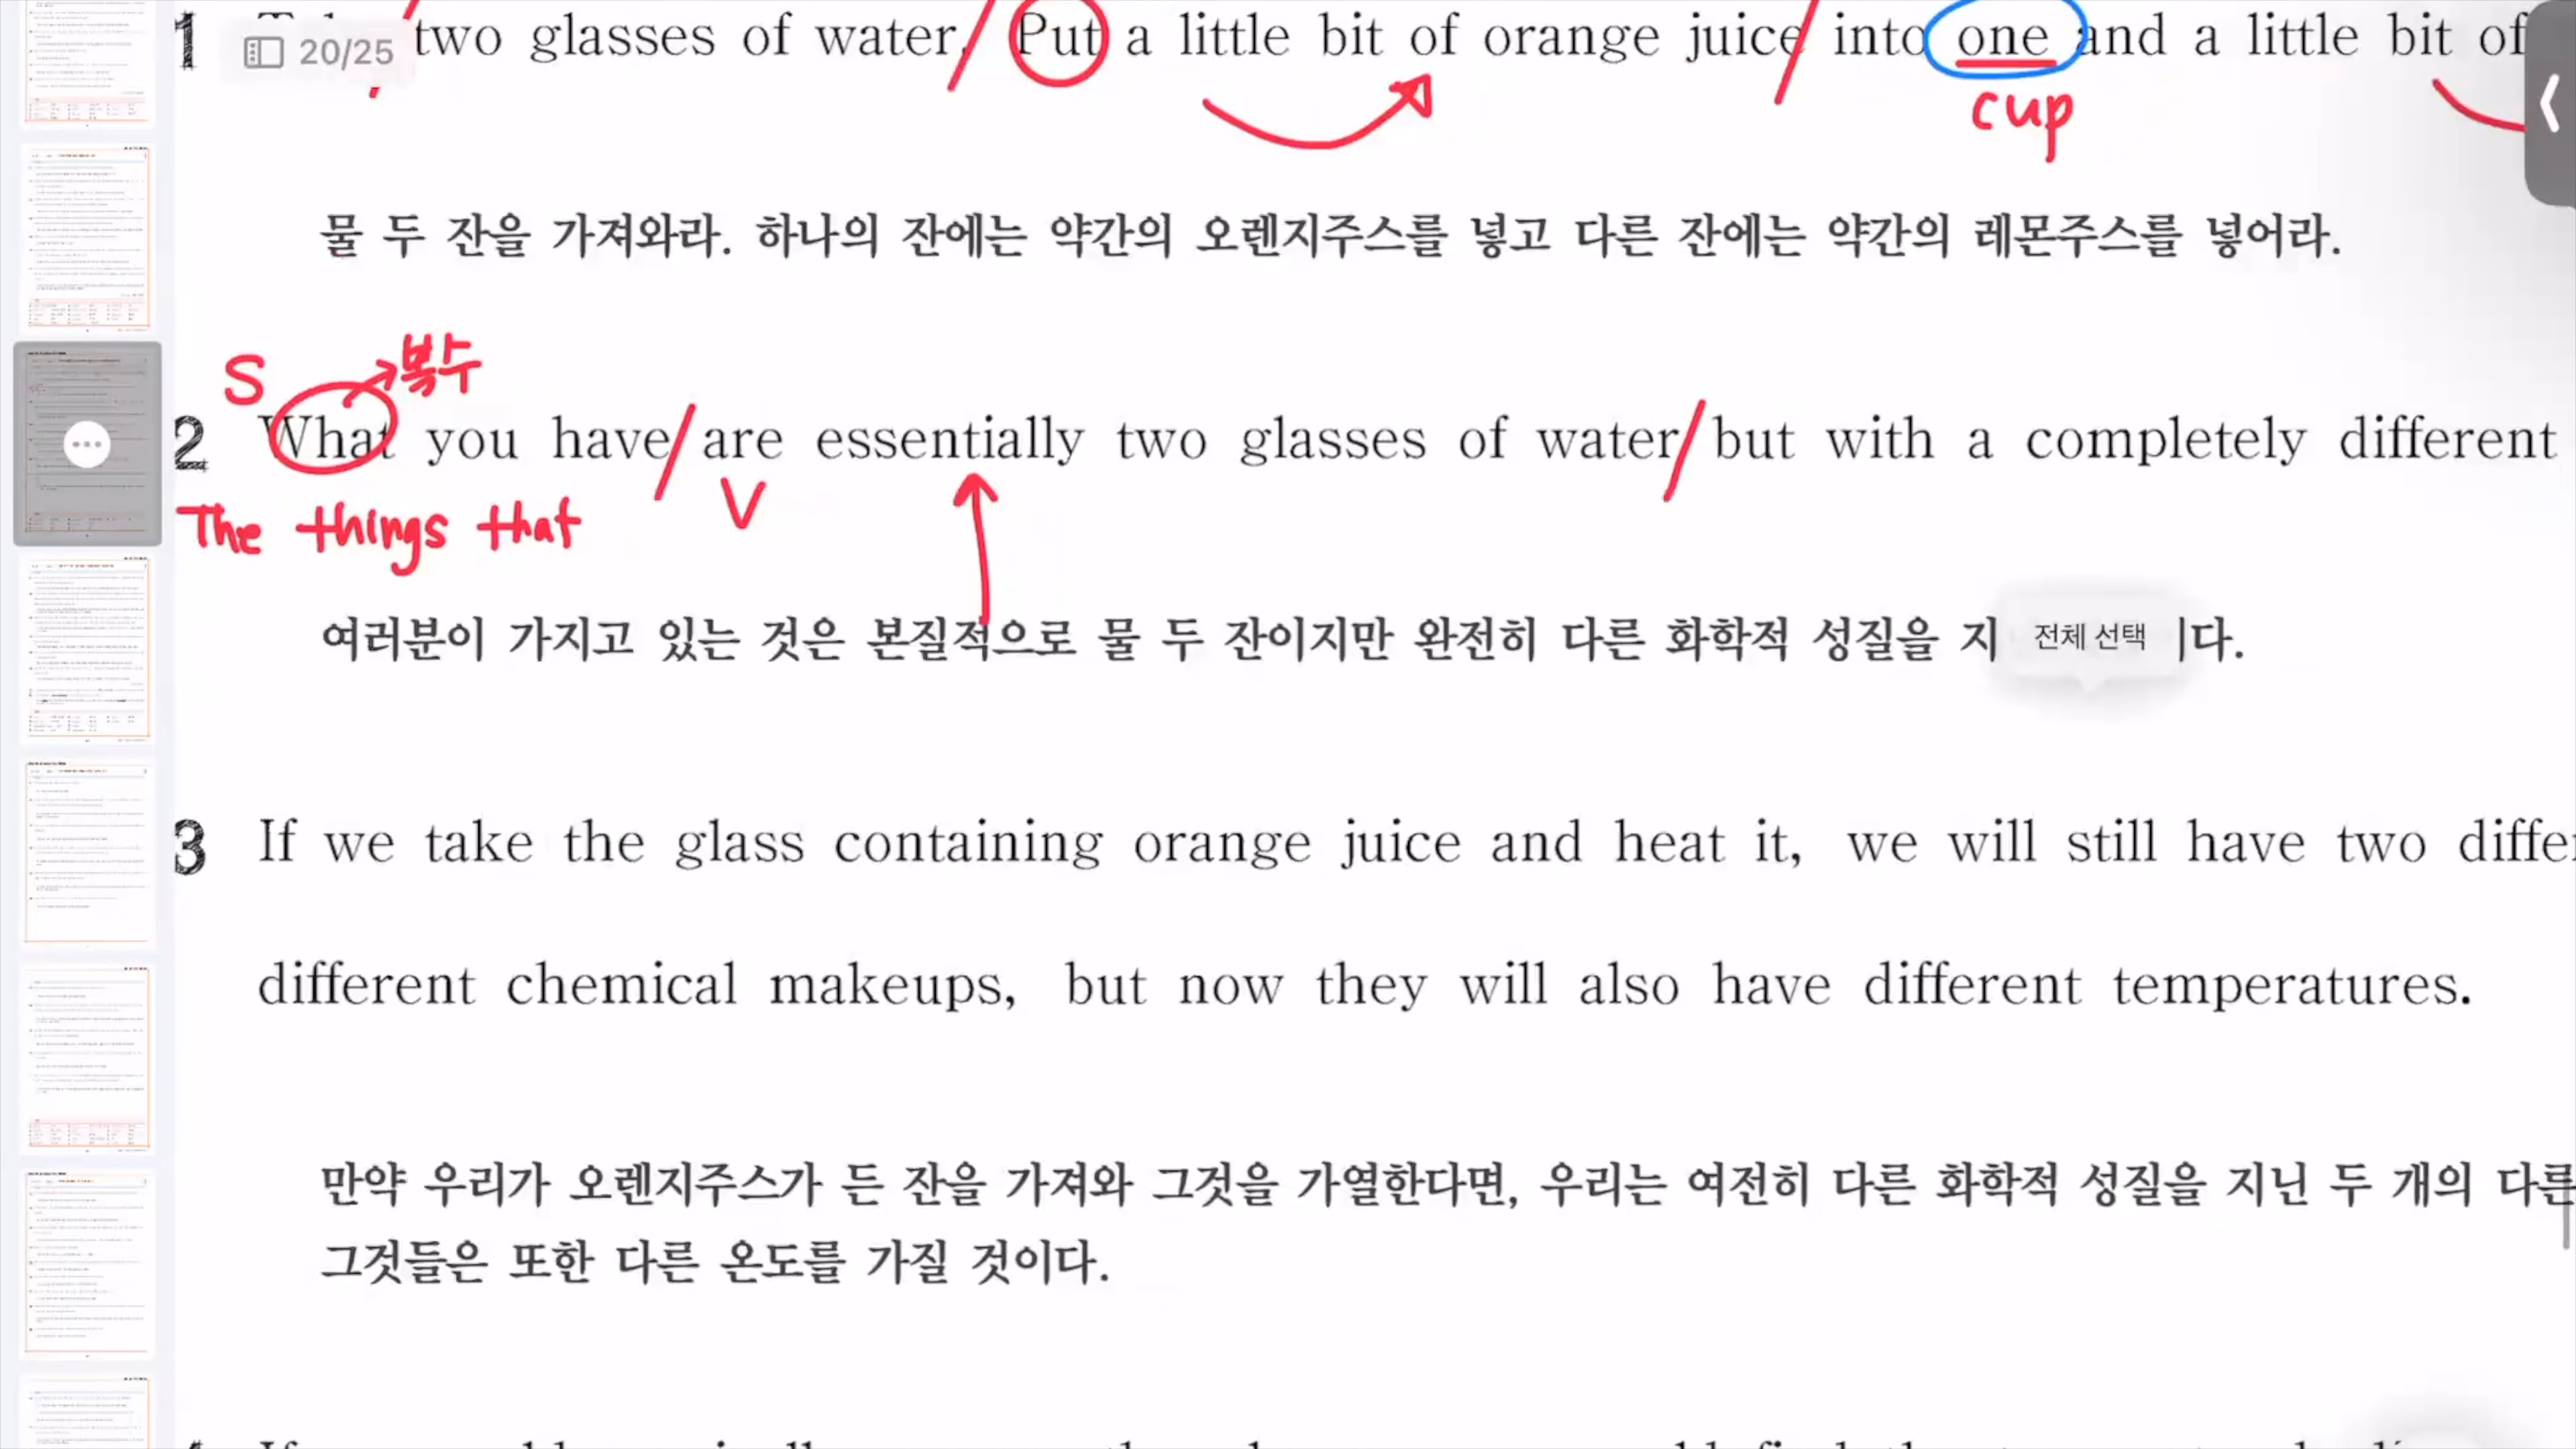 1 two glasses of water. Put a little bit of orange juice into one and a little bit of
20/25
cup
물 두 잔을 가져와라. 하나의 잔에는 약간의 오렌지주스를 넣고 다른 잔에는 약간의 레몬주스를 넣어라.
S 복수
2 What you have are essentially two glasses of water but with a completely different
The things that V
여러분이 가지고 있는 것은 본질적으로 물 두 잔이지만 완전히 다른 화학적 성질을 지 전체 선택 다.
3 If we take the glass containing orange juice and heat it, we will still have two diffe
different chemical makeups, but now they will also have different temperatures.
만약 우리가 오렌지주스가 든 잔을 가져와 그것을 가열한다면, 우리는 여전히 다른 화학적 성질을 지닌 두 개의 다른
그것들은 또한 다른 온도를 가질 것이다.